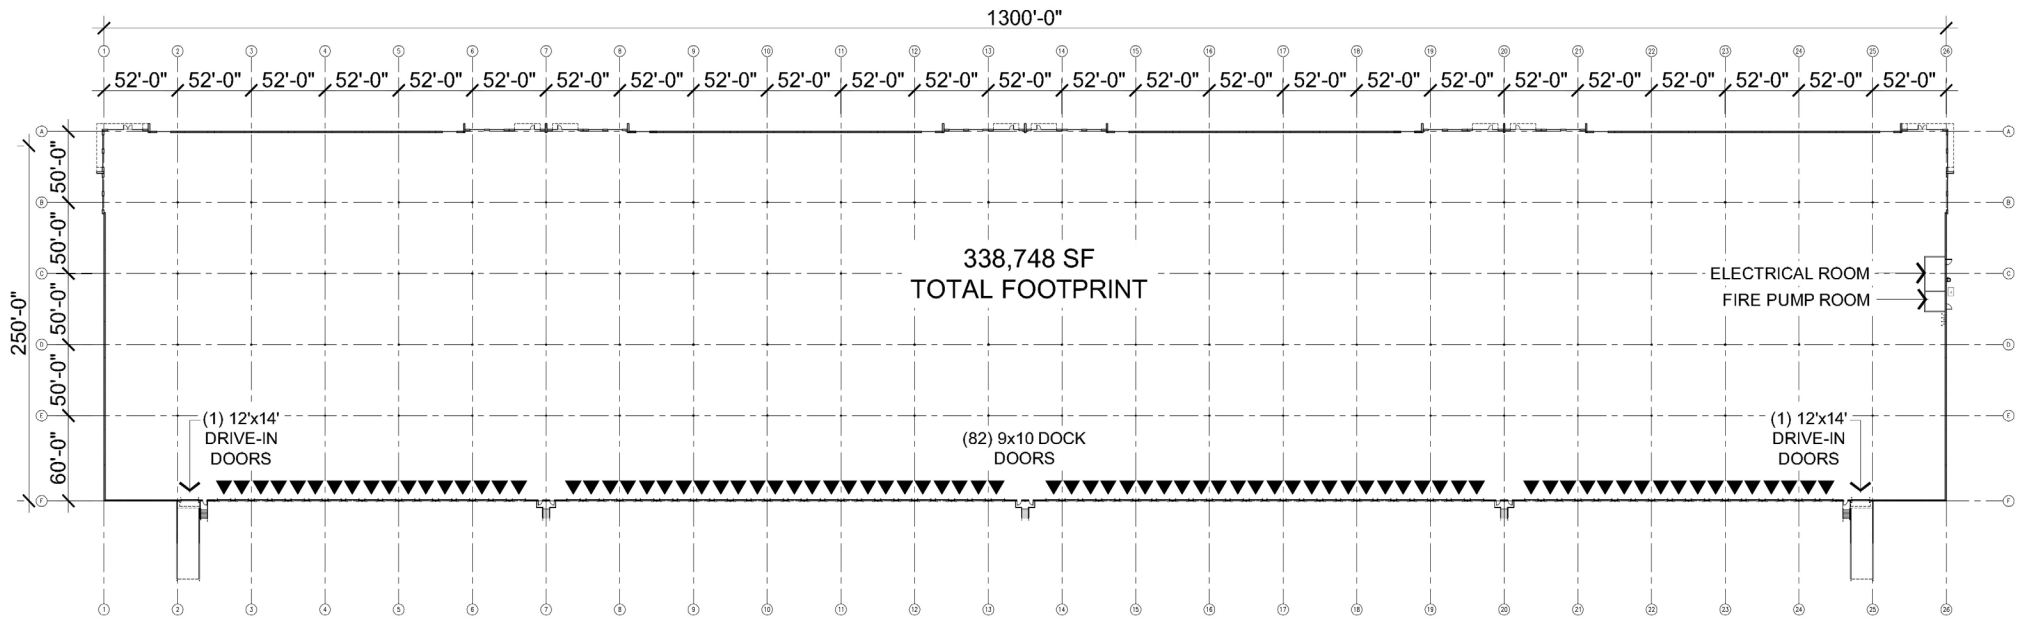 1300'-0"
1 2 3 4 5 6 7 8 9 10 11 12 13 14 15 16 17 18 19 20 21 22 23 24 25 26
52'-0" 52'-0" 52'-0" 52'-0" 52'-0" 52'-0" 52'-0" 52'-0" 52'-0" 52'-0" 52'-0" 52'-0" 52'-0" 52'-0" 52'-0" 52'-0" 52'-0" 52'-0" 52'-0" 52'-0" 52'-0" 52'-0" 52'-0" 52'-0" 52'-0"
A A
50'-0"
B B
50'-0"
338,748 SF
TOTAL FOOTPRINT
C C
ELECTRICAL ROOM
FIRE PUMP ROOM
50'-0"
250'-0"
D D
50'-0"
E E
60'-0"
(1) 12'x14'
DRIVE-IN
DOORS
(82) 9x10 DOCK
DOORS
(1) 12'x14'
DRIVE-IN
DOORS
F F
1 2 3 4 5 6 7 8 9 10 11 12 13 14 15 16 17 18 19 20 21 22 23 24 25 26